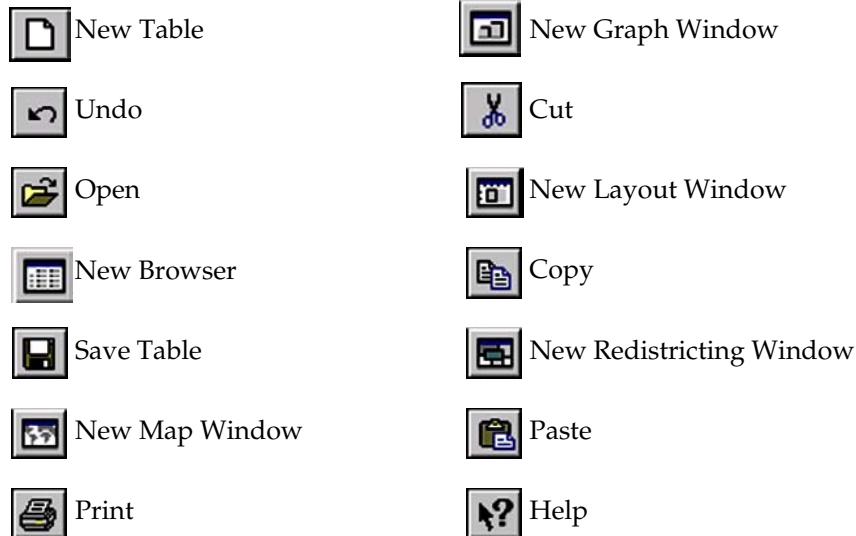 New Table
New Graph Window
Undo
Cut
Open
New Layout Window
New Browser
Copy
Save Table
New Redistricting Window
New Map Window
Paste
Print
Help